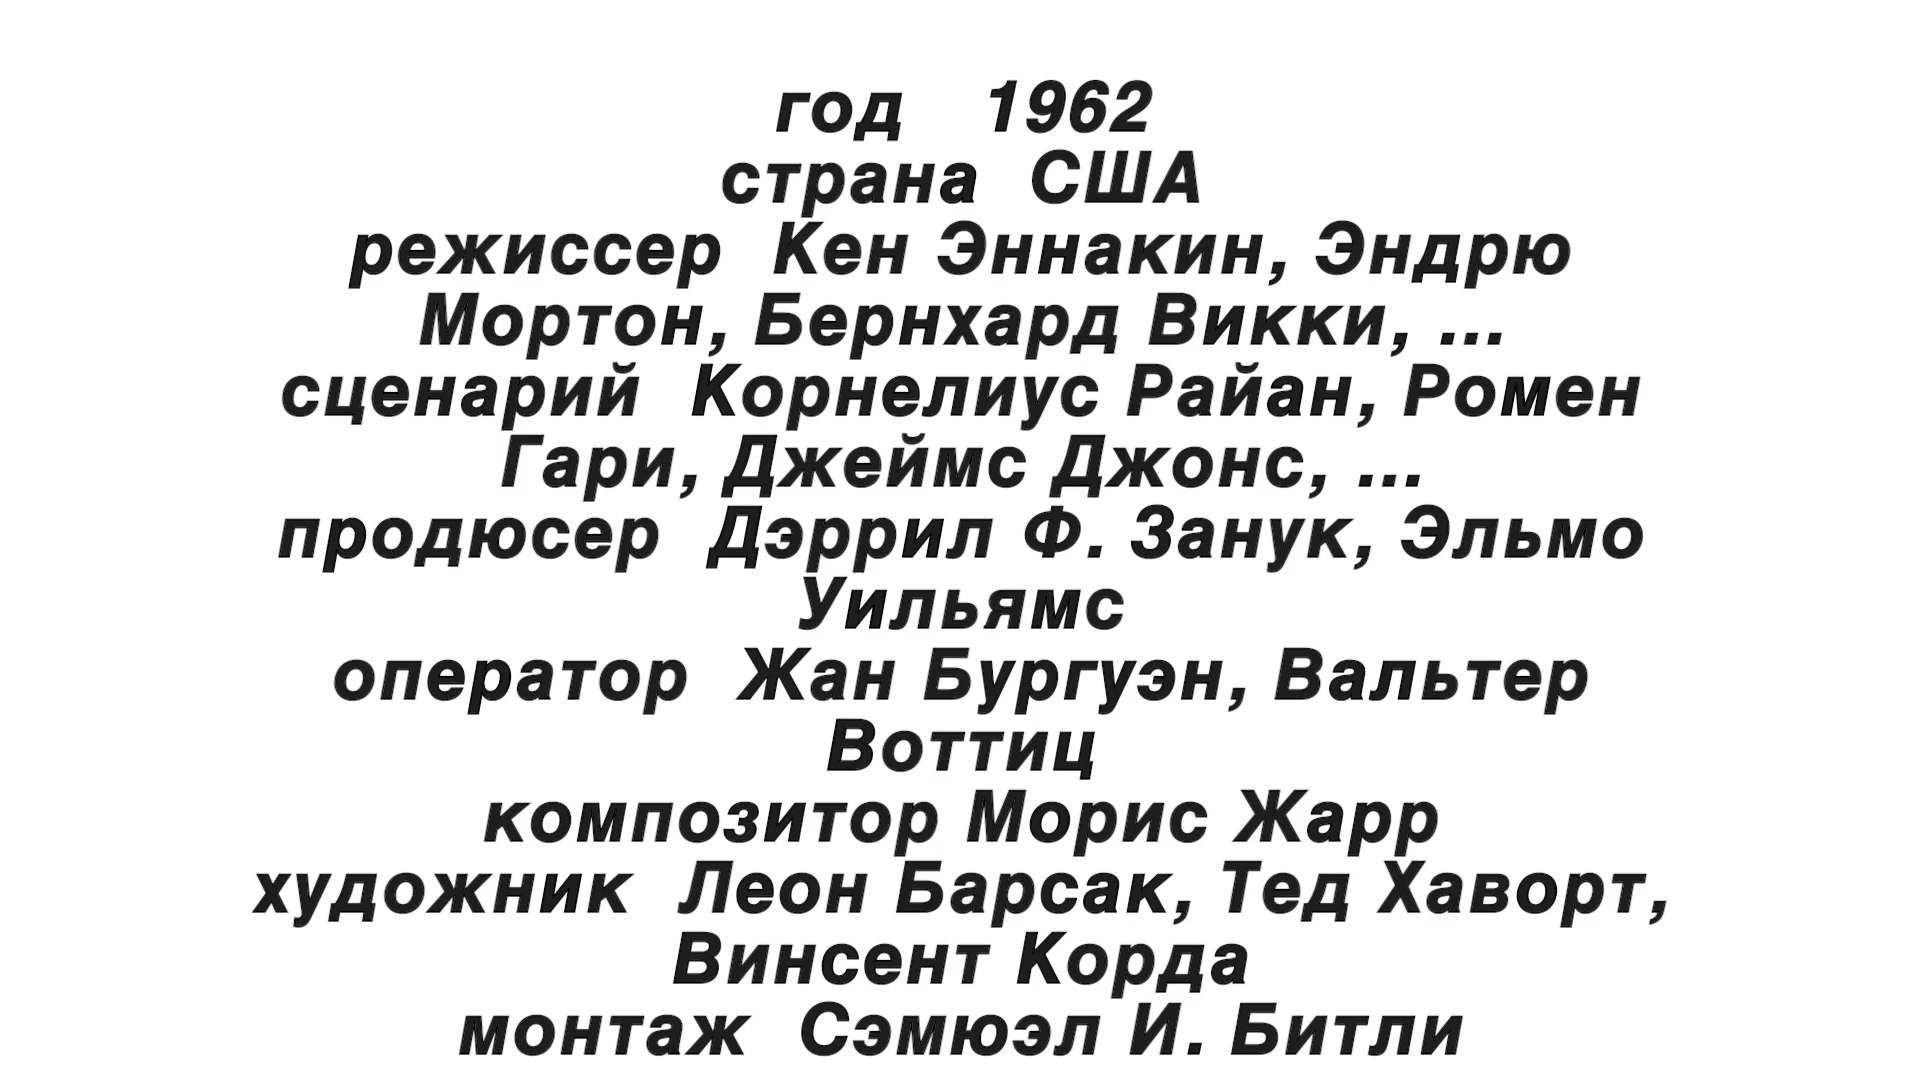 год 1962
страна США
режиссер Кен Эннакин, Эндрю
Мортон, Бернхард Викки, ...
сценарий Корнелиус Райан, Ромен
Гари, Джеймс Джонс, ...
продюсер Дэррил Ф. Занук, Эльмо
Уильямс
оператор Жан Бургуэн, Вальтер
Воттиц
композитор Морис Жарр
художник Леон Барсак, Тед Хаворт,
Винсент Корда
монтаж Сэмюэл И. Битли